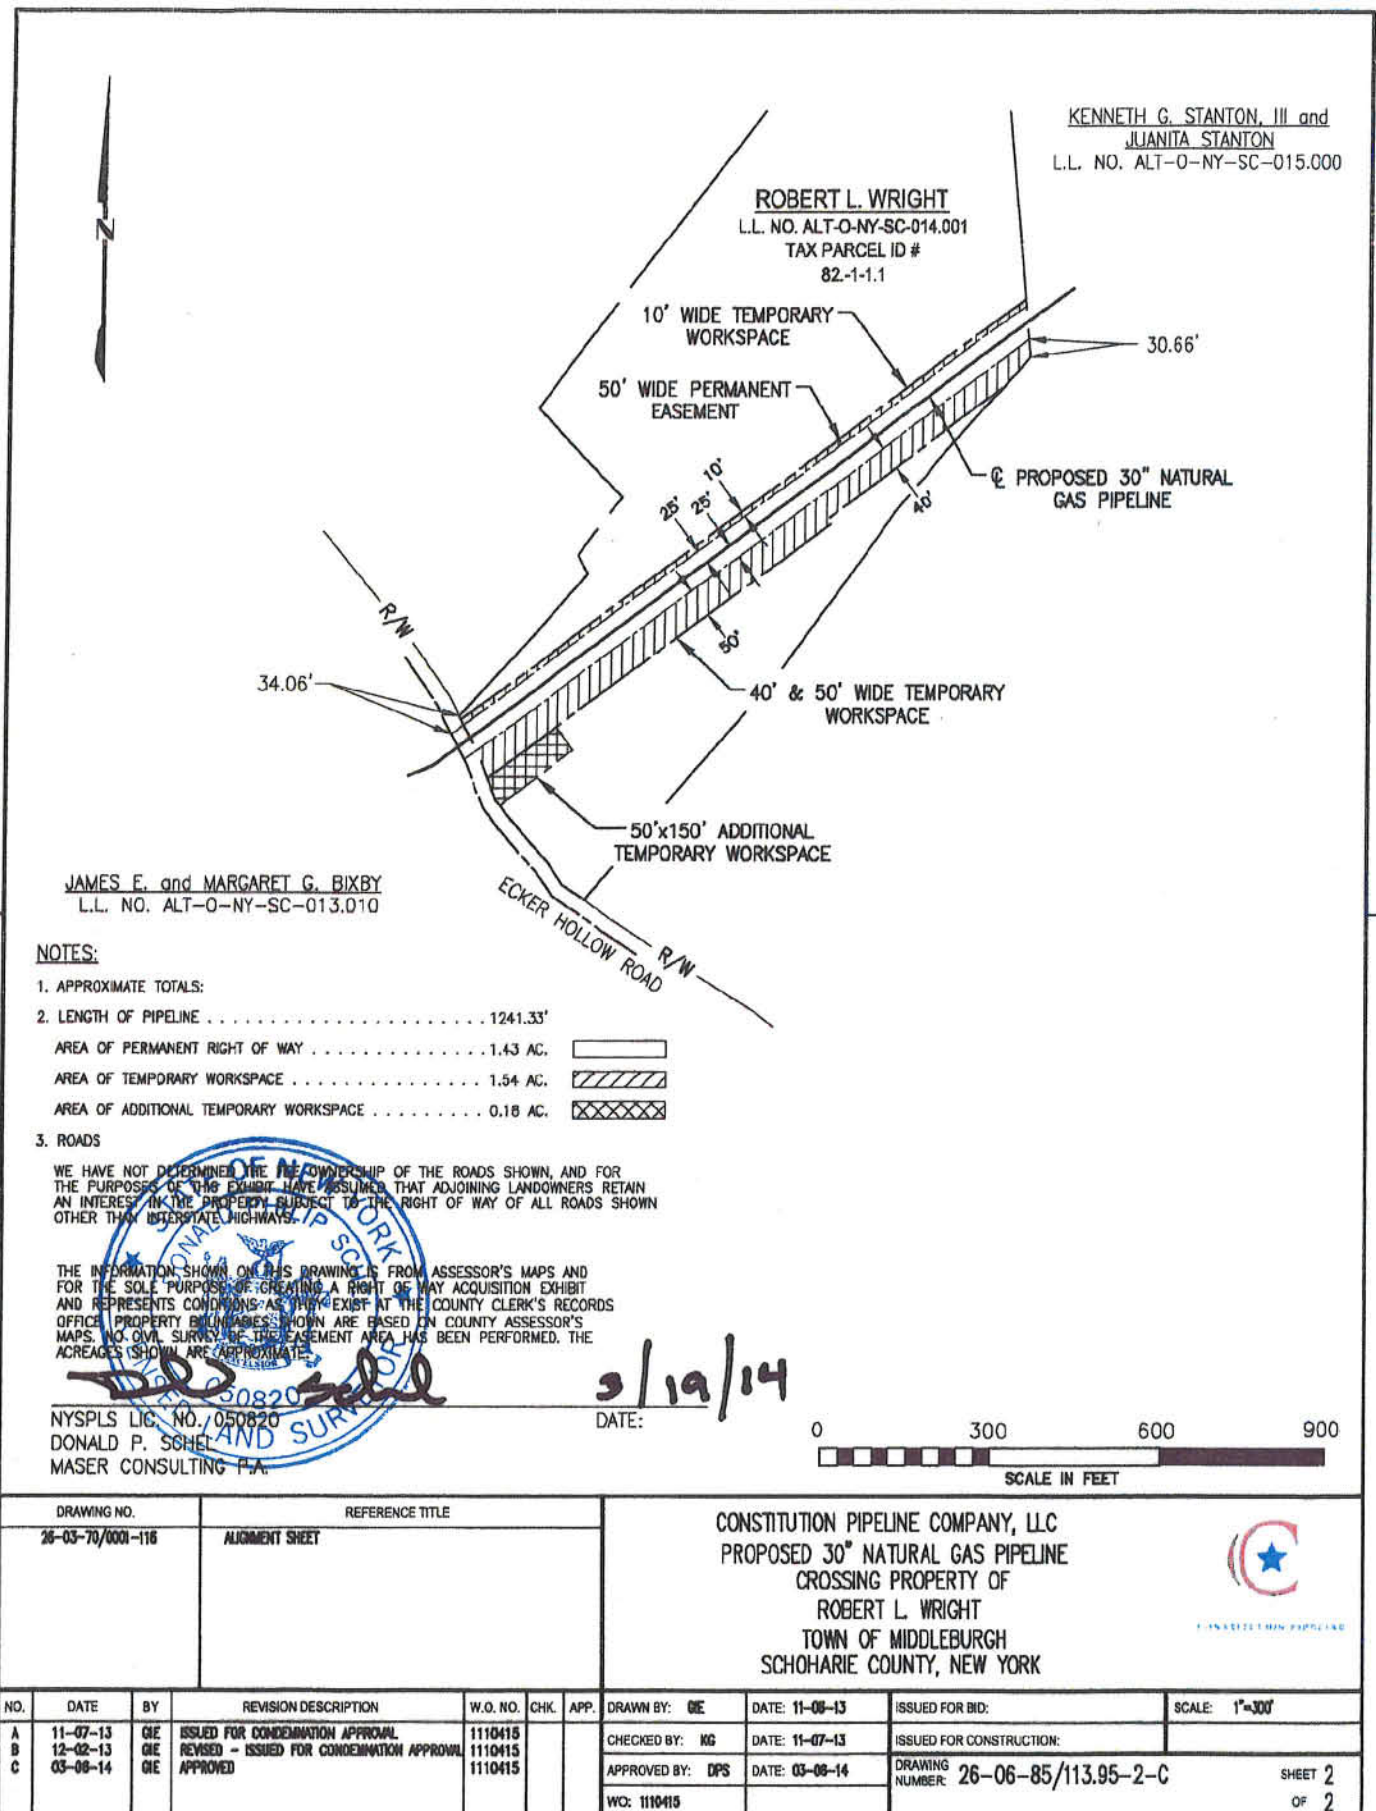 KENNETH G. STANTON, III and
JUANITA STANTON
L.L. NO. ALT-O-NY-SC-015.000
N
ROBERT L. WRIGHT
L.L. NO. ALT-O-NY-SC-014.001
TAX PARCEL ID #
82.-1-1.1
10' WIDE TEMPORARY
WORKSPACE
30.66'
50' WIDE PERMANENT
EASEMENT
℄ PROPOSED 30" NATURAL
GAS PIPELINE
25'
25'
10'
40'
50'
R/W
34.06'
40' & 50' WIDE TEMPORARY
WORKSPACE
50'x150' ADDITIONAL
TEMPORARY WORKSPACE
ECKER HOLLOW ROAD
R/W
JAMES E. and MARGARET G. BIXBY
L.L. NO. ALT-O-NY-SC-013.010
NOTES:
1. APPROXIMATE TOTALS:
2. LENGTH OF PIPELINE . . . . . . . . . . . . . . . . . . . . . . 1241.33'
AREA OF PERMANENT RIGHT OF WAY . . . . . . . . . . . . . . 1.43 AC.
AREA OF TEMPORARY WORKSPACE . . . . . . . . . . . . . . . 1.54 AC.
AREA OF ADDITIONAL TEMPORARY WORKSPACE . . . . . . . . . 0.18 AC.
3. ROADS
WE HAVE NOT DETERMINED THE FEE OWNERSHIP OF THE ROADS SHOWN, AND FOR
THE PURPOSES OF THIS EXHIBIT HAVE ASSUMED THAT ADJOINING LANDOWNERS RETAIN
AN INTEREST IN THE PROPERTY SUBJECT TO THE RIGHT OF WAY OF ALL ROADS SHOWN
OTHER THAN INTERSTATE HIGHWAYS.
THE INFORMATION SHOWN ON THIS DRAWING IS FROM ASSESSOR'S MAPS AND
FOR THE SOLE PURPOSE OF CREATING A RIGHT OF WAY ACQUISITION EXHIBIT
AND REPRESENTS CONDITIONS AS THEY EXIST AT THE COUNTY CLERK'S RECORDS
OFFICE. PROPERTY BOUNDARIES SHOWN ARE BASED ON COUNTY ASSESSOR'S
MAPS. NO CIVIL SURVEY OF THE EASEMENT AREA HAS BEEN PERFORMED. THE
ACREAGES SHOWN ARE APPROXIMATE.
STATE OF NEW YORK
DONALD PHILIP SCHEL
EXCELSIOR
050820
LICENSED LAND SURVEYOR
3/19/14
DATE:
NYSPLS LIC. NO. 050820
DONALD P. SCHEL
MASER CONSULTING P.A.
0 300 600 900
SCALE IN FEET
DRAWING NO. REFERENCE TITLE
26-03-70/0001-116 ALIGNMENT SHEET
CONSTITUTION PIPELINE COMPANY, LLC
PROPOSED 30" NATURAL GAS PIPELINE
CROSSING PROPERTY OF
ROBERT L. WRIGHT
TOWN OF MIDDLEBURGH
SCHOHARIE COUNTY, NEW YORK
CONSTITUTION PIPELINE
NO. DATE BY REVISION DESCRIPTION W.O. NO. CHK. APP.
A 11-07-13 GIE ISSUED FOR CONDEMNATION APPROVAL 1110415
B 12-02-13 GIE REVISED - ISSUED FOR CONDEMNATION APPROVAL 1110415
C 03-06-14 GIE APPROVED 1110415
DRAWN BY: GIE DATE: 11-06-13 ISSUED FOR BID: SCALE: 1"=300'
CHECKED BY: KG DATE: 11-07-13 ISSUED FOR CONSTRUCTION:
APPROVED BY: DPS DATE: 03-06-14 DRAWING NUMBER: 26-06-85/113.95-2-C SHEET 2
WO: 1110415 OF 2